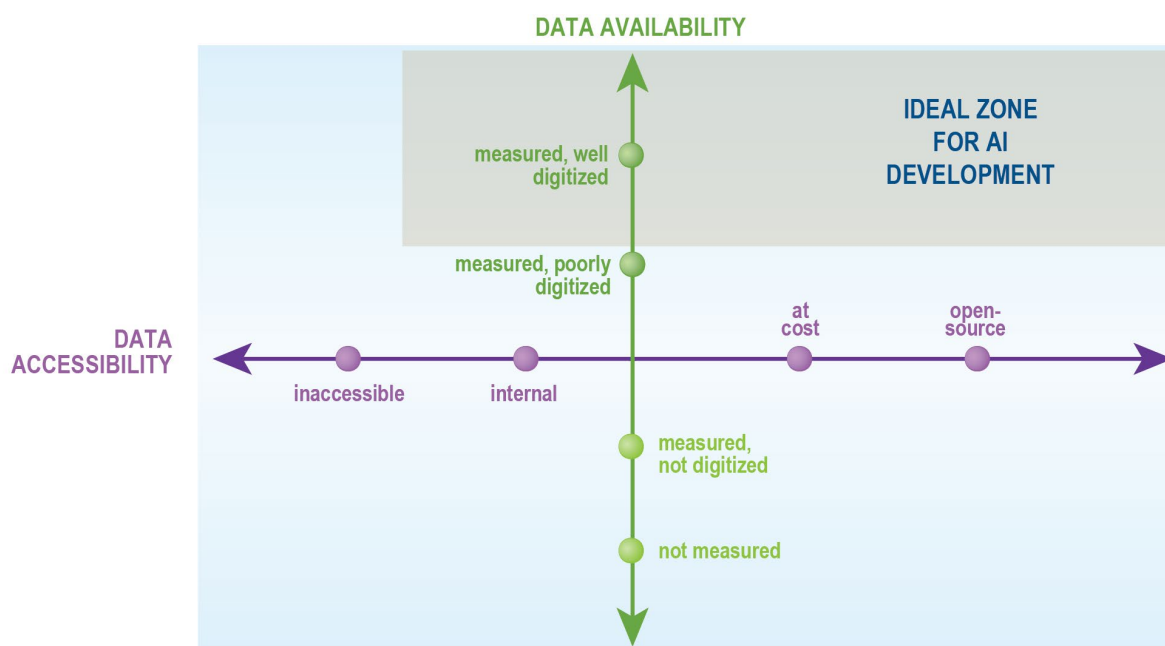 DATA AVAILABILITY
IDEAL ZONE
FOR AI
DEVELOPMENT
measured, well
digitized
measured, poorly
digitized
at
cost
open-
source
DATA
ACCESSIBILITY
inaccessible
internal
measured,
not digitized
not measured